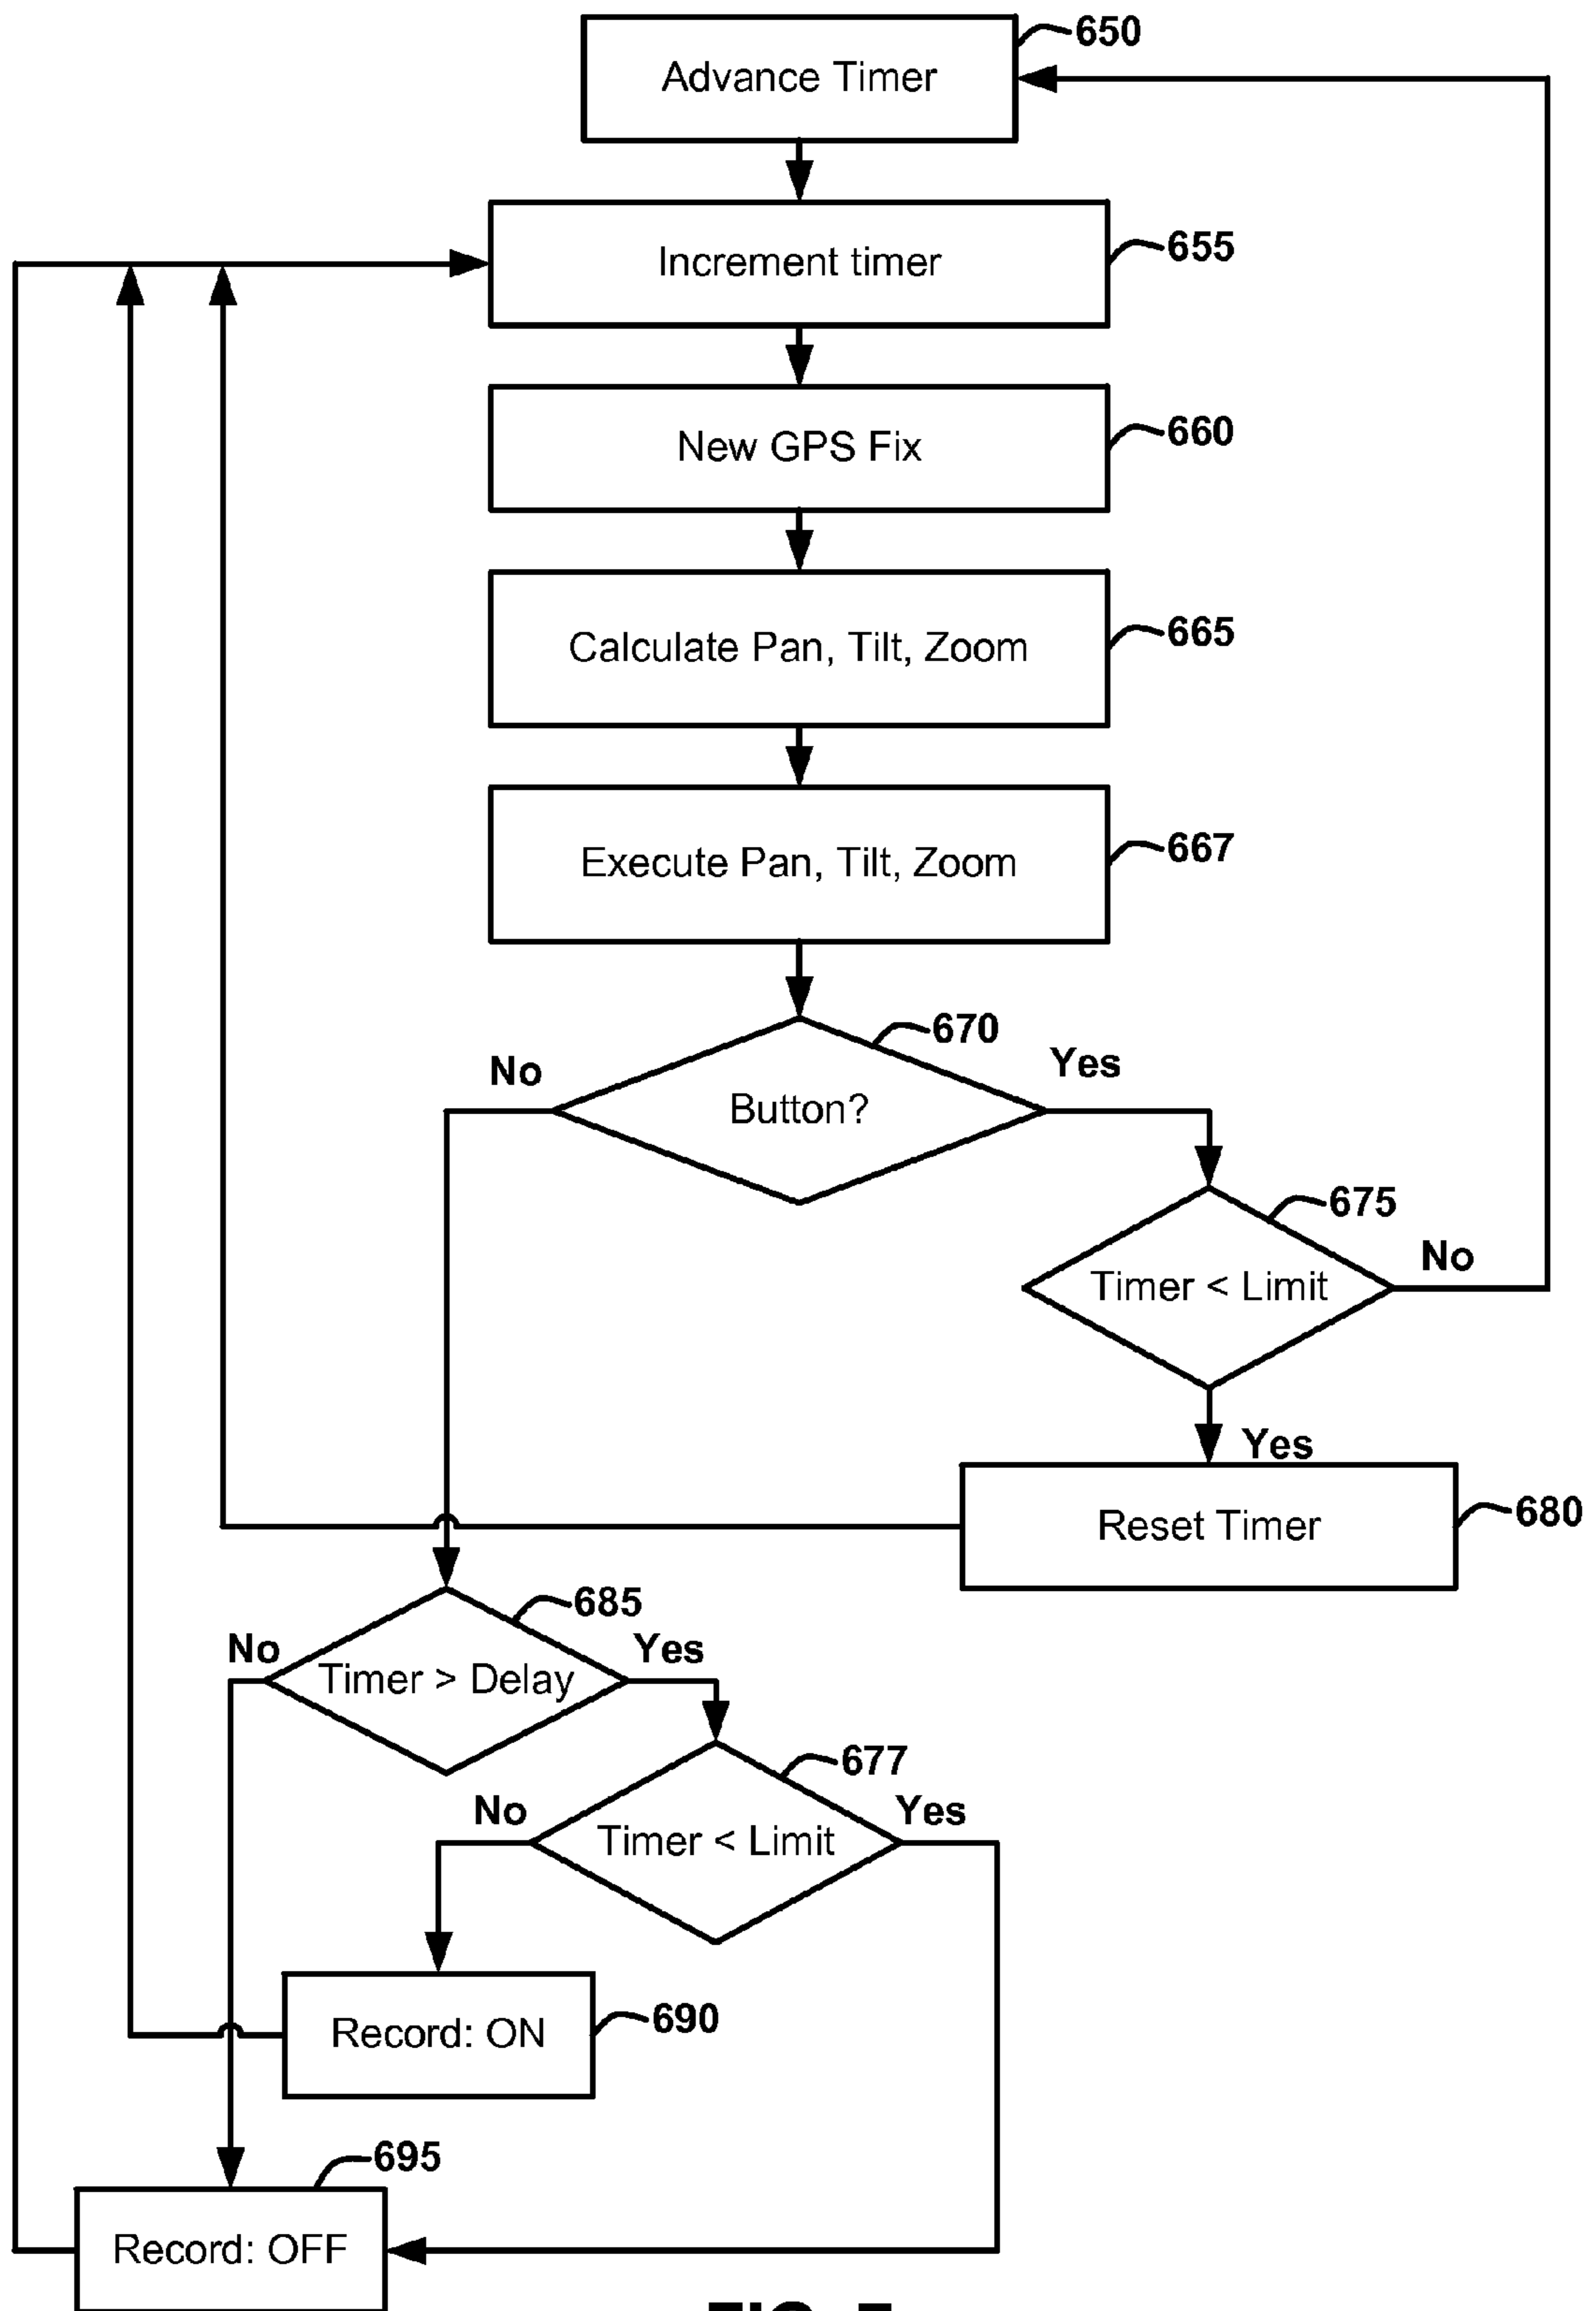 650
Advance Timer
655
Increment timer
660
New GPS Fix
665
Calculate Pan, Tilt, Zoom
667
Execute Pan, Tilt, Zoom
670
No
Yes
Button?
675
No
Timer < Limit
Yes
680
Reset Timer
685
No
Yes
Timer > Delay
677
No
Yes
Timer < Limit
690
Record: ON
695
Record: OFF